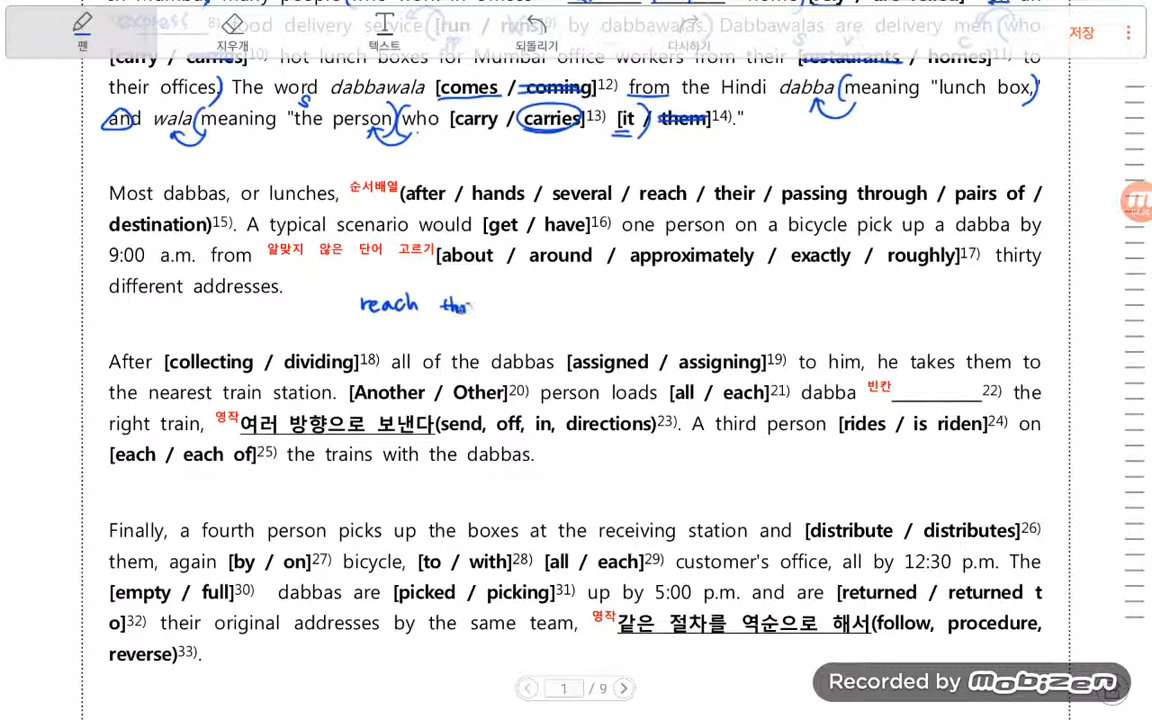 8) food delivery service [run / runs]9) by dabbawalas. Dabbawalas are delivery men who
펜 지우개 텍스트 되돌리기 다시하기 저장
[carry / carries]10) hot lunch boxes for Mumbai office workers from their [restaurants / homes]11) to
their offices. The word dabbawala [comes / coming]12) from the Hindi dabba meaning "lunch box,"
and wala meaning "the person who [carry / carries]13) [it / them]14)."
Most dabbas, or lunches, 순서배열(after / hands / several / reach / their / passing through / pairs of /
destination)15). A typical scenario would [get / have]16) one person on a bicycle pick up a dabba by
9:00 a.m. from 알맞지 않은 단어 고르기[about / around / approximately / exactly / roughly]17) thirty
different addresses.
reach
After [collecting / dividing]18) all of the dabbas [assigned / assigning]19) to him, he takes them to
the nearest train station. [Another / Other]20) person loads [all / each]21) dabba 빈칸__________22) the
right train, 영작여러 방향으로 보낸다(send, off, in, directions)23). A third person [rides / is riden]24) on
[each / each of]25) the trains with the dabbas.
Finally, a fourth person picks up the boxes at the receiving station and [distribute / distributes]26)
them, again [by / on]27) bicycle, [to / with]28) [all / each]29) customer's office, all by 12:30 p.m. The
[empty / full]30) dabbas are [picked / picking]31) up by 5:00 p.m. and are [returned / returned t
o]32) their original addresses by the same team, 영작같은 절차를 역순으로 해서(follow, procedure,
reverse)33).
1 / 9
Recorded by mobizen